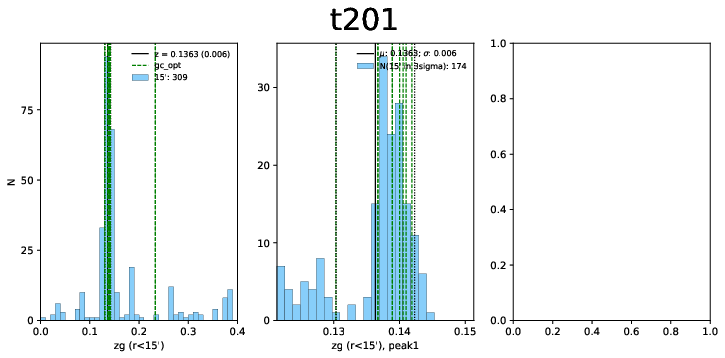 t201
z = 0.1363 (0.006)
gc_opt
15': 309
N
0 25 50 75
0.0 0.1 0.2 0.3 0.4
zg (r<15')
μ: 0.1363; σ: 0.006
N(15' in 3sigma): 174
0 10 20 30
0.13 0.14 0.15
zg (r<15'), peak1
0.0 0.2 0.4 0.6 0.8 1.0
0.0 0.2 0.4 0.6 0.8 1.0